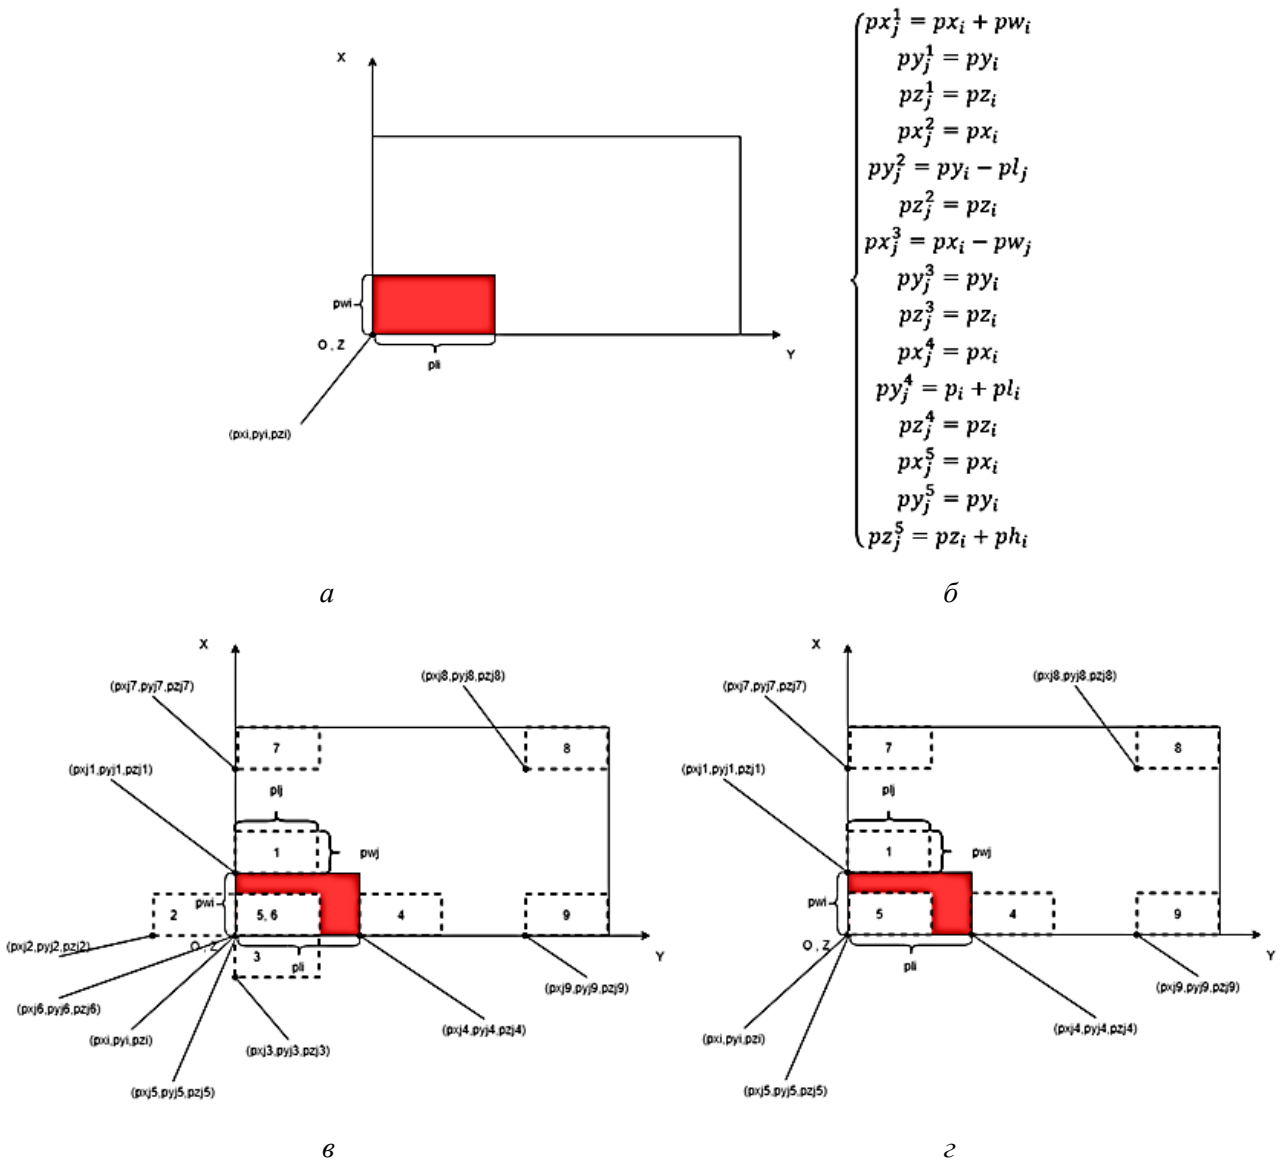 X
pwi
O , Z
Y
pli
(pxi,pyi,pzi)
px_j^1 = px_i + pw_i
py_j^1 = py_i
pz_j^1 = pz_i
px_j^2 = px_i
py_j^2 = py_i − pl_j
pz_j^2 = pz_i
px_j^3 = px_i − pw_j
py_j^3 = py_i
pz_j^3 = pz_i
px_j^4 = px_i
py_j^4 = p_i + pl_i
pz_j^4 = pz_i
px_j^5 = px_i
py_j^5 = py_i
pz_j^5 = pz_i + ph_i
а
б
X
(pxj7,pyj7,pzj7)
(pxj8,pyj8,pzj8)
7
8
(pxj1,pyj1,pzj1)
plj
1
pwj
pwi
2
5, 6
4
9
(pxj2,pyj2,pzj2)
O , Z
3
pli
Y
(pxj9,pyj9,pzj9)
(pxj6,pyj6,pzj6)
(pxj4,pyj4,pzj4)
(pxi,pyi,pzi)
(pxj3,pyj3,pzj3)
(pxj5,pyj5,pzj5)
X
(pxj7,pyj7,pzj7)
(pxj8,pyj8,pzj8)
7
8
(pxj1,pyj1,pzj1)
plj
1
pwj
pwi
5
4
9
O , Z
pli
Y
(pxj9,pyj9,pzj9)
(pxj4,pyj4,pzj4)
(pxi,pyi,pzi)
(pxj5,pyj5,pzj5)
в
г